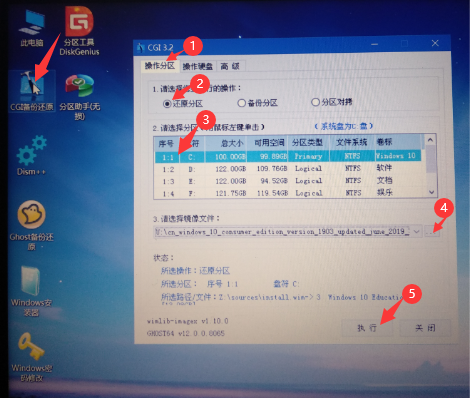 此电脑
分区工具
DiskGenius
CGI备份还原
分区助手(无
损)
Dism++
Ghost备份还
原
Windows安
装器
Windows密
码修改
CGI 3.2
1
操作分区 操作硬盘 高 级
1.请选择 行的操作:
2
还原分区 备份分区 分区对拷
3
2.选择分区 鼠标左键单击) (系统盘为C 盘)
序号 总大小 可用空间 分区类型 文件系统 卷标
1:1 C: 100.00GB 99.89GB Primary NTFS Windows 10
1:2 D: 122.00GB 109.76GB Logical NTFS 软件
1:3 E: 122.00GB 94.52GB Logical NTFS 文档
1:4 F: 121.75GB 119.54GB Logical NTFS 娱乐
3.请选择镜像文件:
4
\cn_windows_10_consumer_edition_version_1903_updated_june_2019_
状态:
所选操作:还原分区
所选分区: 序号 1:1 盘符 C:
所选路径/文件:Z:\sources\install.wim-> 3 Windows 10 Educatio
5
wimlib-imagex v1.10.0
GHOST64 v12.0.0.8065
执 行 关 闭